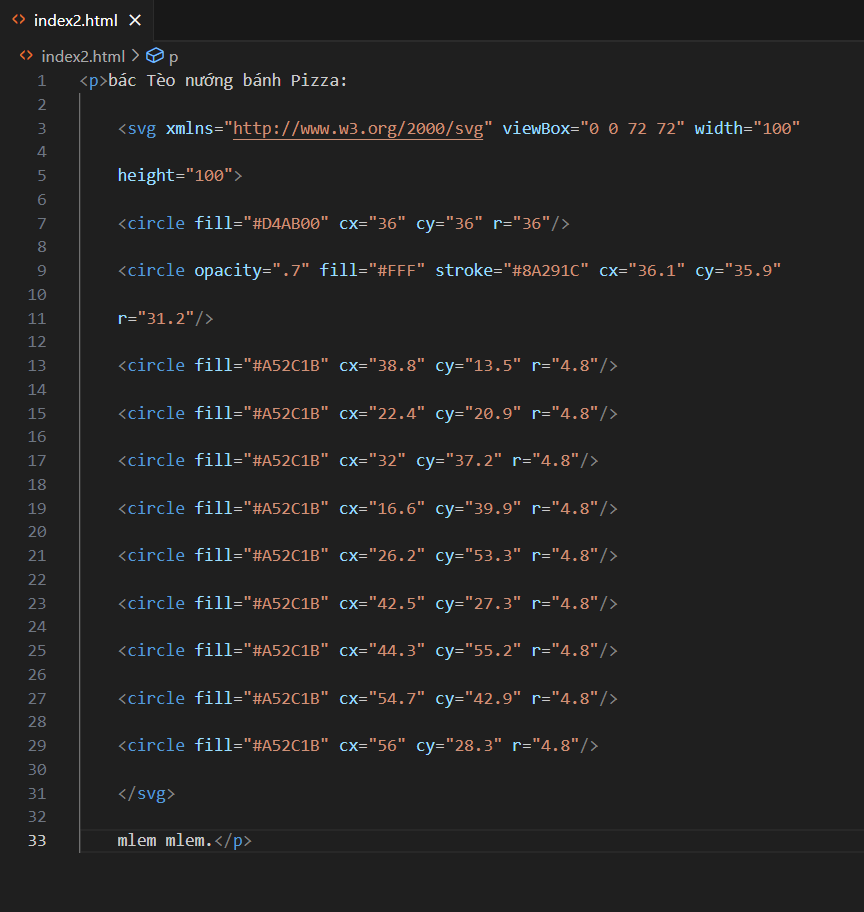 index2.html
index2.html p
1 <p>bác Tèo nướng bánh Pizza:
2
3 <svg xmlns="http://www.w3.org/2000/svg" viewBox="0 0 72 72" width="100"
4
5 height="100">
6
7 <circle fill="#D4AB00" cx="36" cy="36" r="36"/>
8
9 <circle opacity=".7" fill="#FFF" stroke="#8A291C" cx="36.1" cy="35.9"
10
11 r="31.2"/>
12
13 <circle fill="#A52C1B" cx="38.8" cy="13.5" r="4.8"/>
14
15 <circle fill="#A52C1B" cx="22.4" cy="20.9" r="4.8"/>
16
17 <circle fill="#A52C1B" cx="32" cy="37.2" r="4.8"/>
18
19 <circle fill="#A52C1B" cx="16.6" cy="39.9" r="4.8"/>
20
21 <circle fill="#A52C1B" cx="26.2" cy="53.3" r="4.8"/>
22
23 <circle fill="#A52C1B" cx="42.5" cy="27.3" r="4.8"/>
24
25 <circle fill="#A52C1B" cx="44.3" cy="55.2" r="4.8"/>
26
27 <circle fill="#A52C1B" cx="54.7" cy="42.9" r="4.8"/>
28
29 <circle fill="#A52C1B" cx="56" cy="28.3" r="4.8"/>
30
31 </svg>
32
33 mlem mlem.</p>